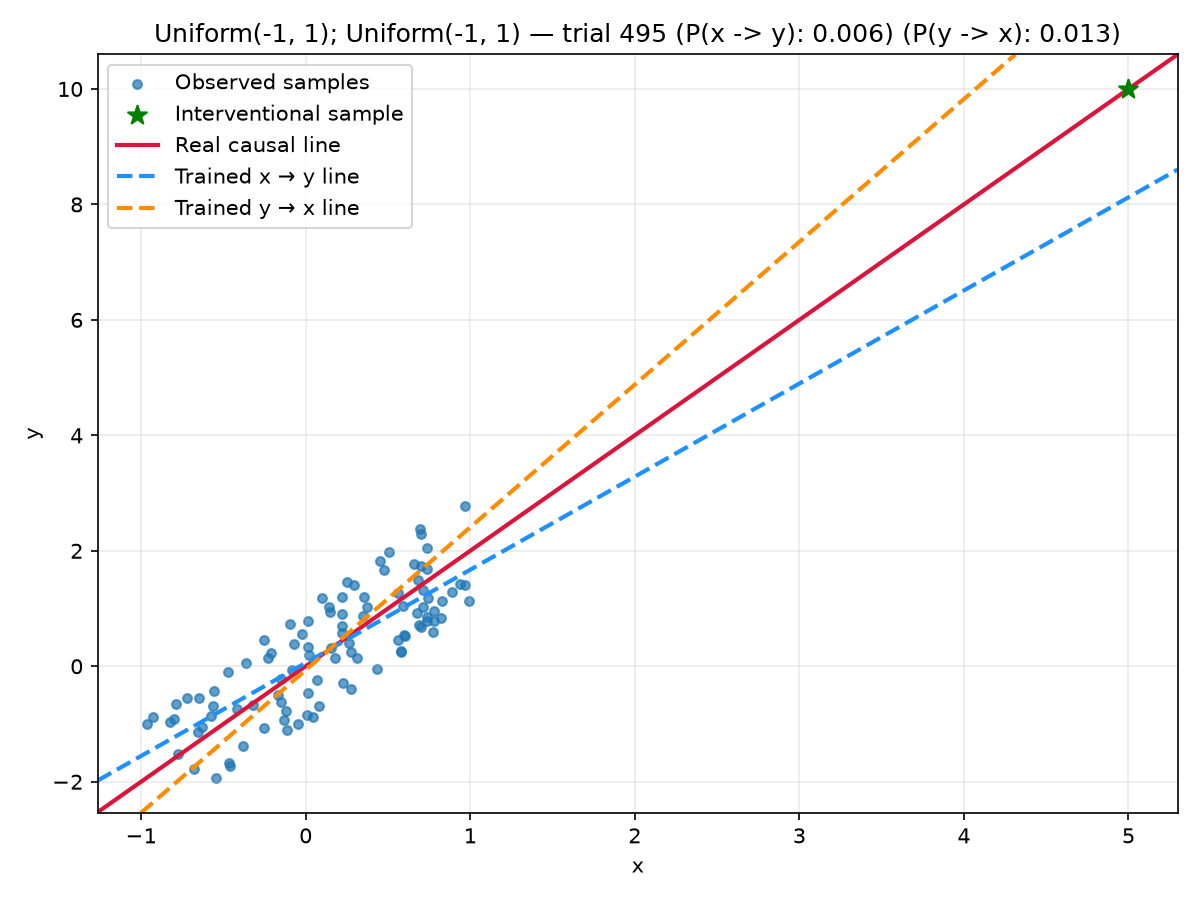 Uniform(-1, 1); Uniform(-1, 1) — trial 495 (P(x -> y): 0.006) (P(y -> x): 0.013)
Observed samples
Interventional sample
Real causal line
Trained x → y line
Trained y → x line
10
8
6
4
2
0
−2
y
−1
0
1
2
3
4
5
x